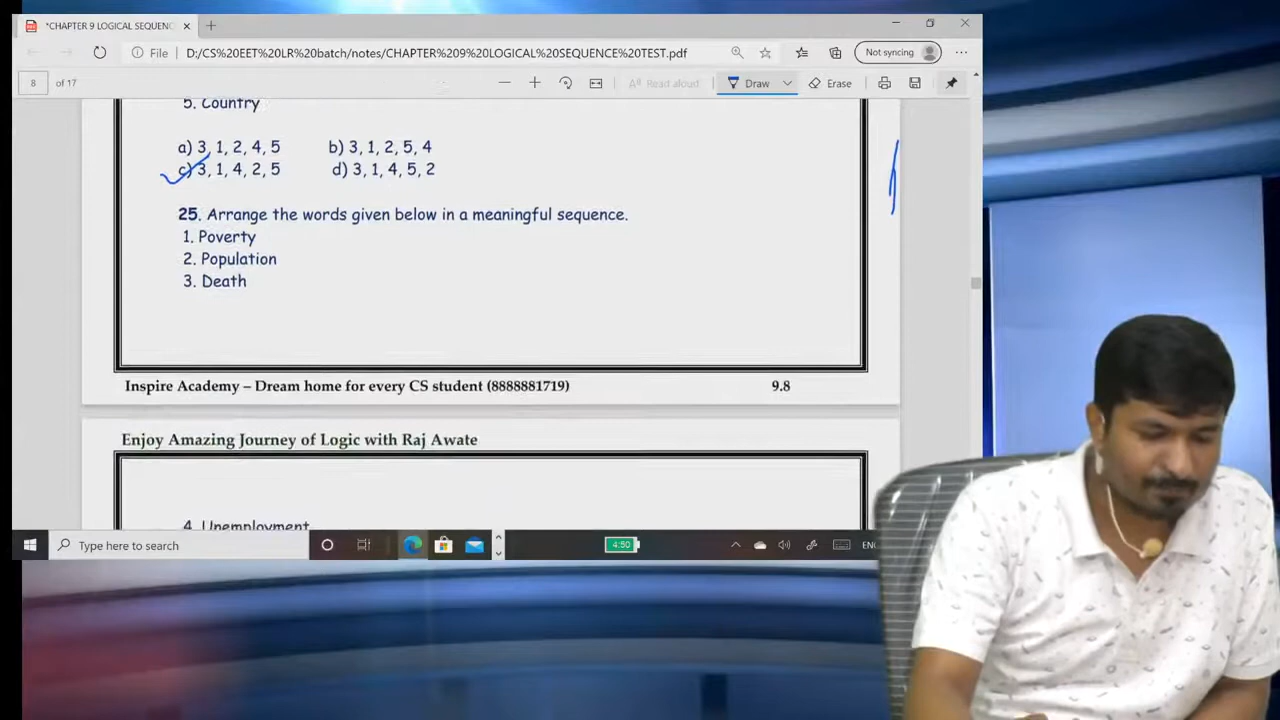 *CHAPTER 9 LOGICAL SEQUENC
File D:/CS%20EET%20LR%20batch/notes/CHAPTER%209%20LOGICAL%20SEQUENCE%20TEST.pdf Not syncing
8 of 17 Read aloud Draw Erase
5. Country
a) 3, 1, 2, 4, 5 b) 3, 1, 2, 5, 4
c) 3, 1, 4, 2, 5 d) 3, 1, 4, 5, 2
25. Arrange the words given below in a meaningful sequence.
1. Poverty
2. Population
3. Death
Inspire Academy – Dream home for every CS student (8888881719) 9.8
Enjoy Amazing Journey of Logic with Raj Awate
4. Unemployment
Type here to search 4:50 ENG